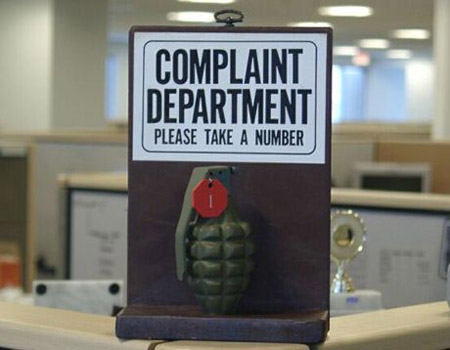 COMPLAINT
DEPARTMENT
PLEASE TAKE A NUMBER
1